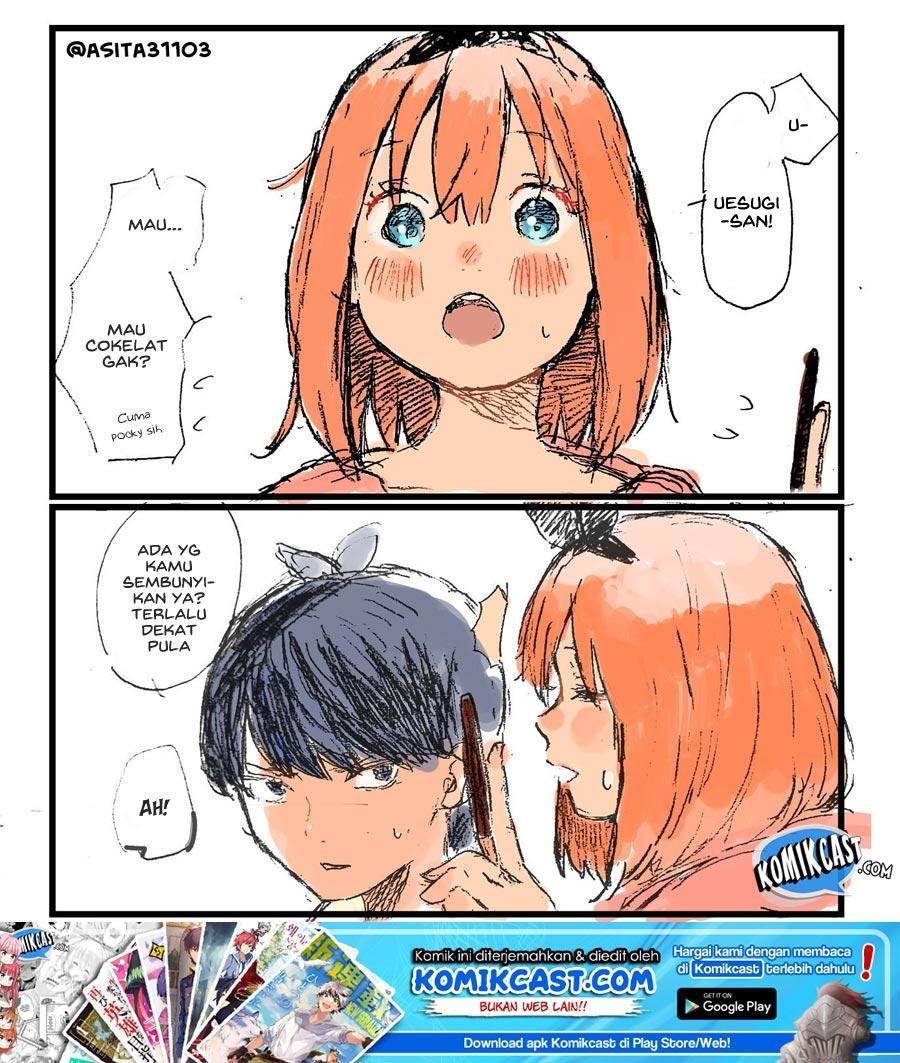 @ASITA31103
U-
UESUGI
-SAN!
MAU...
MAU
COKELAT
GAK?
Cuma
pocky sih
ADA YG
KAMU
SEMBUNYI-
KAN YA?
TERLALU
DEKAT
PULA
AH!
KOMIKCAST.COM
Komik ini diterjemahkan & diedit oleh
KOMIKCAST.COM
BUKAN WEB LAIN!!
Hargai kami dengan membaca
di Komikcast terlebih dahulu !
GET IT ON
Google Play
Download apk Komikcast di Play Store/Web!